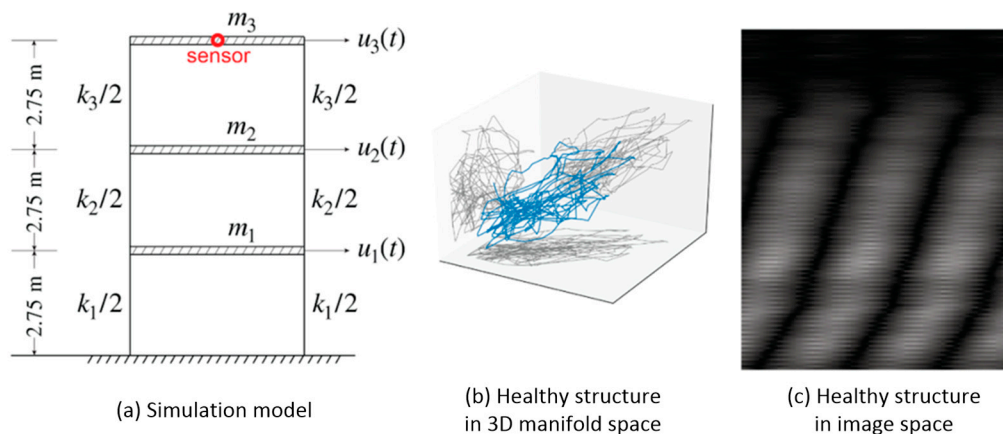 m3
u3(t)
sensor
2.75 m
k3/2
k3/2
m2
u2(t)
2.75 m
k2/2
k2/2
m1
u1(t)
2.75 m
k1/2
k1/2
(a) Simulation model
(b) Healthy structure
in 3D manifold space
(c) Healthy structure
in image space